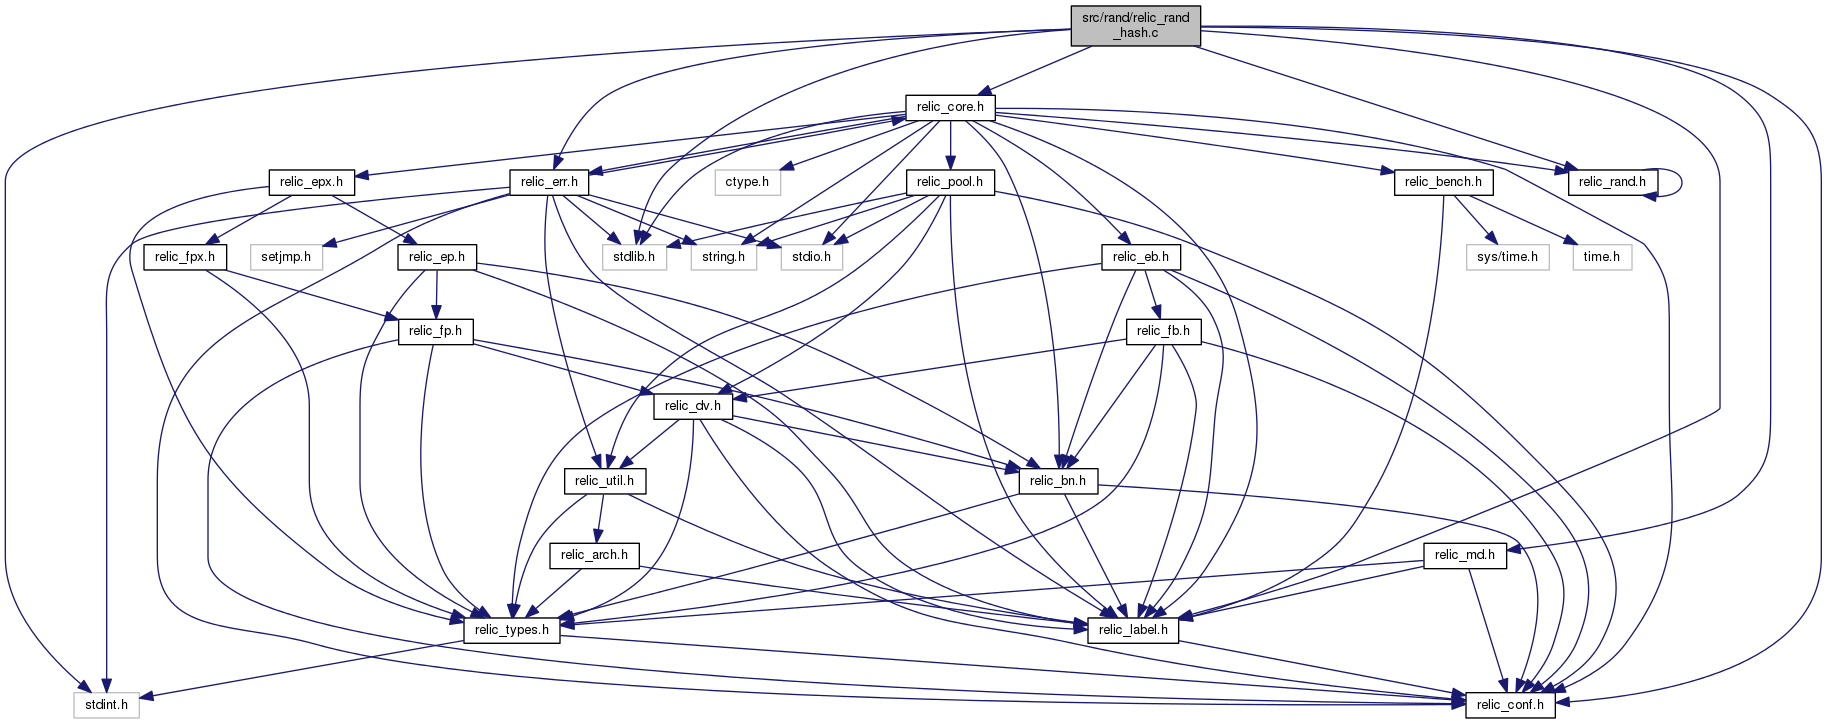 src/rand/relic_rand
_hash.c
relic_core.h
relic_epx.h
relic_err.h
ctype.h
relic_pool.h
relic_bench.h
relic_rand.h
relic_fpx.h
setjmp.h
relic_ep.h
stdlib.h
string.h
stdio.h
relic_eb.h
sys/time.h
time.h
relic_fp.h
relic_fb.h
relic_dv.h
relic_util.h
relic_bn.h
relic_arch.h
relic_md.h
relic_types.h
relic_label.h
stdint.h
relic_conf.h